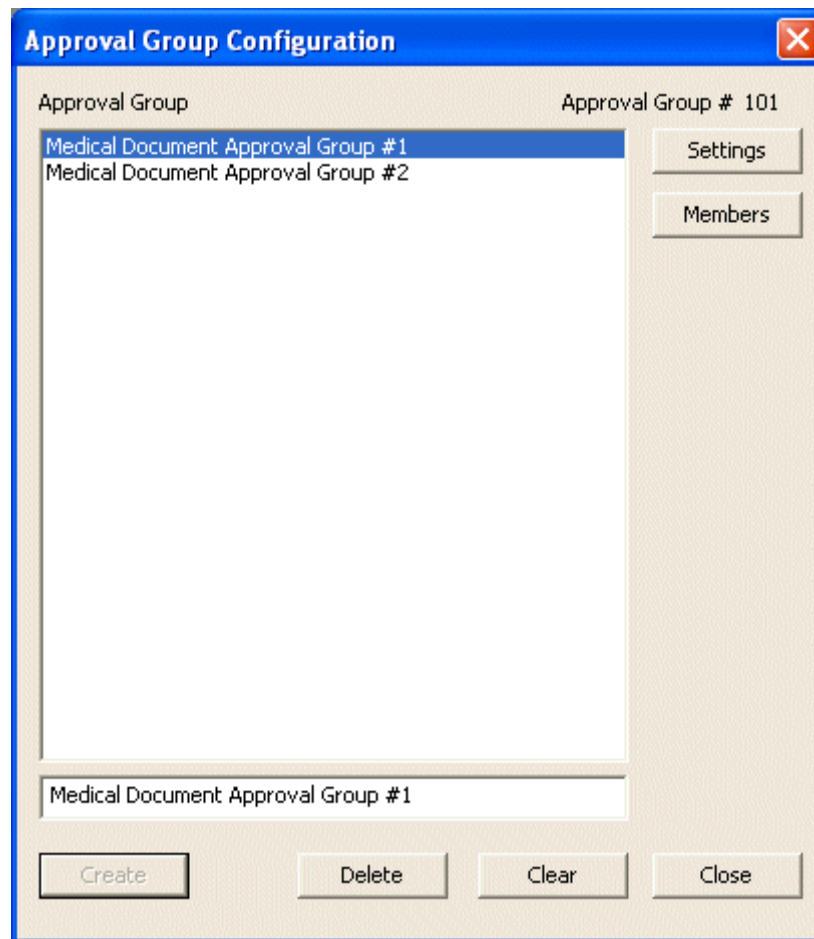 Approval Group Configuration
Approval Group Approval Group # 101
Medical Document Approval Group #1 Settings
Medical Document Approval Group #2
Members
Medical Document Approval Group #1
Create Delete Clear Close